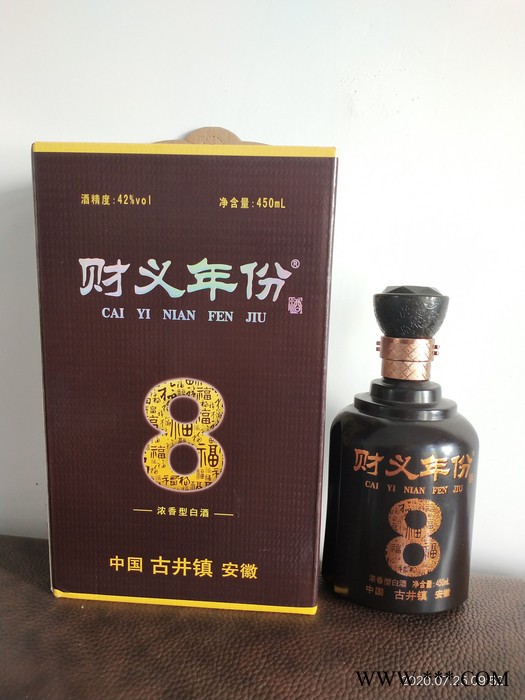 酒精度:42%vol 净含量:450mL
财义年份®
CAI YI NIAN FEN JIU
8
福
浓香型白酒
中国 古井镇 安徽
财义年份
CAI YI NIAN FEN JIU
8
福
浓香型白酒 净含量:450mL
中国 古井镇 安徽
2020.07.26 09:52